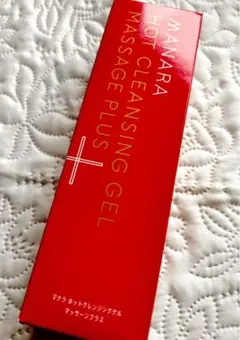 MANARA
HOT CLEANSING GEL
MASSAGE PLUS
マナラ ホットクレンジングゲル
マッサージプラス